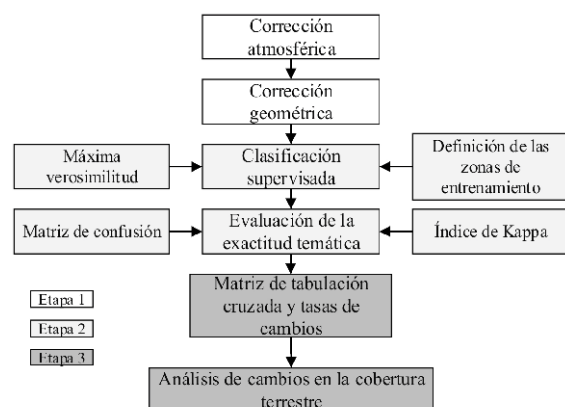 Corrección
atmosférica
Corrección
geométrica
Máxima
verosimilitud
Clasificación
supervisada
Definición de las
zonas de
entrenamiento
Matriz de confusión
Evaluación de la
exactitud temática
Índice de Kappa
Matriz de tabulación
cruzada y tasas de
cambios
Etapa 1
Etapa 2
Etapa 3
Análisis de cambios en la cobertura
terrestre